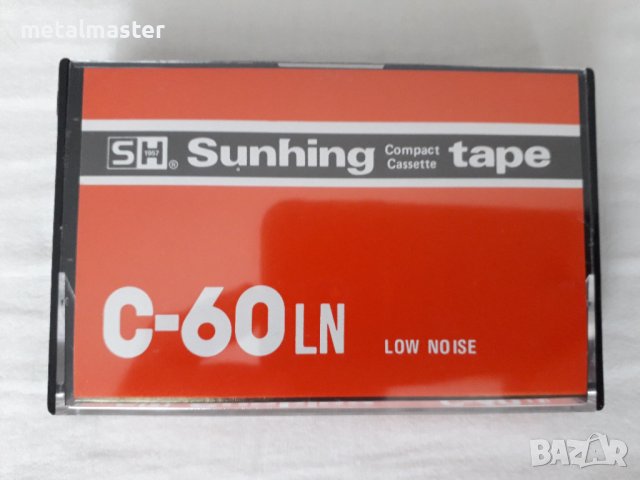 metalmaster
SH 1957 ® Sunhing Compact Cassette tape
C-60 LN LOW NOISE
BAZAR